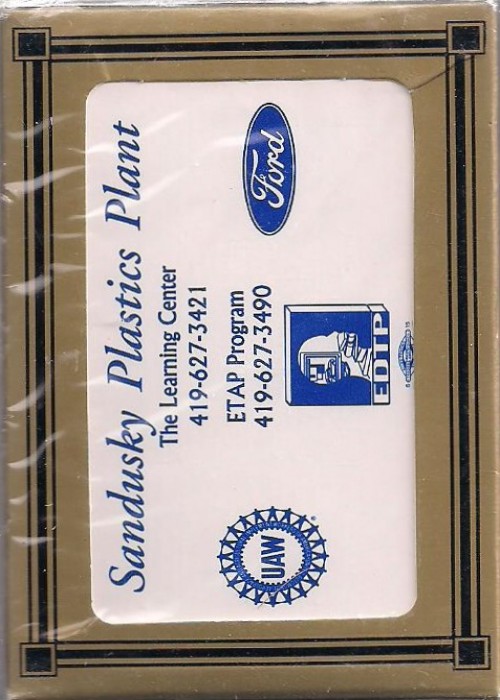 Sandusky Plastics Plant
The Learning Center
419-627-3421
ETAP Program
419-627-3490
UAW
EDTP
Ford